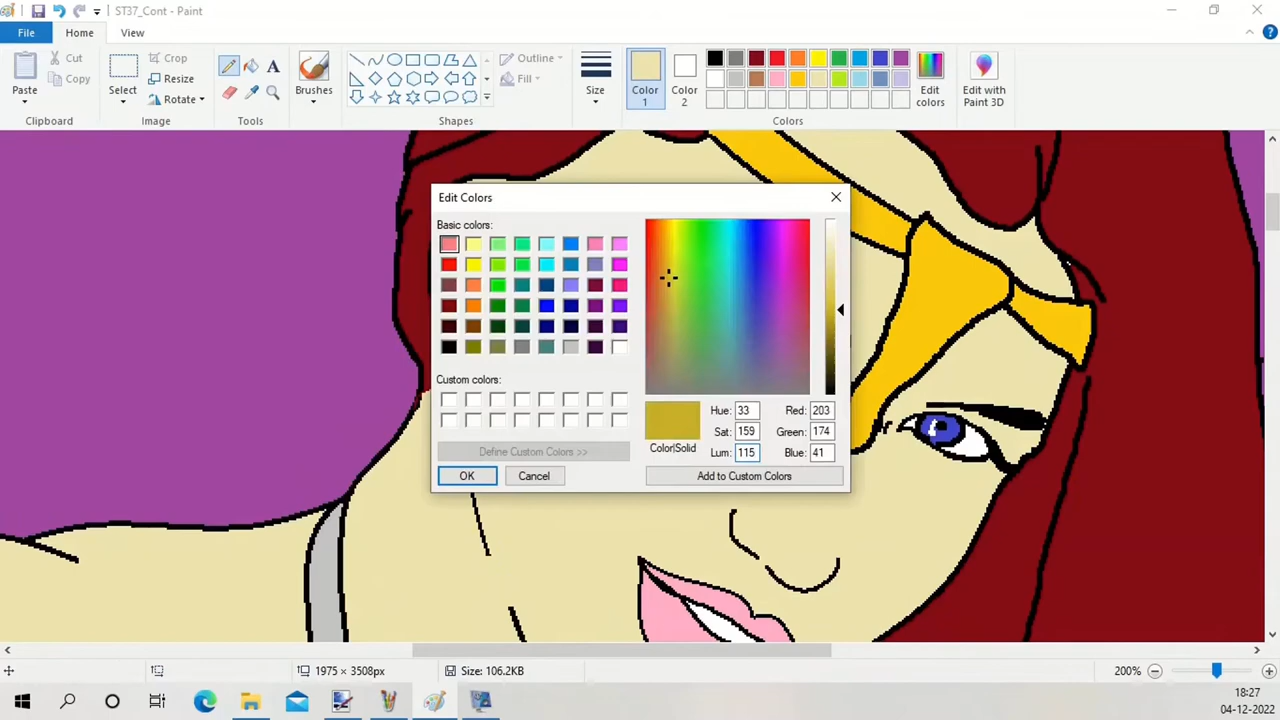 ST37_Cont - Paint
File Home View
Paste
Cut
Copy
Clipboard
Select
Crop
Resize
Rotate
Image
Tools
Brushes
Outline
Fill
Shapes
Size
Color 1
Color 2
Edit colors
Colors
Edit with Paint 3D
Edit Colors
Basic colors:
Custom colors:
Define Custom Colors >>
OK Cancel
Color|Solid
Hue: 33 Red: 203
Sat: 159 Green: 174
Lum: 115 Blue: 41
Add to Custom Colors
1975 × 3508px
Size: 106.2KB
200%
18:27
04-12-2022